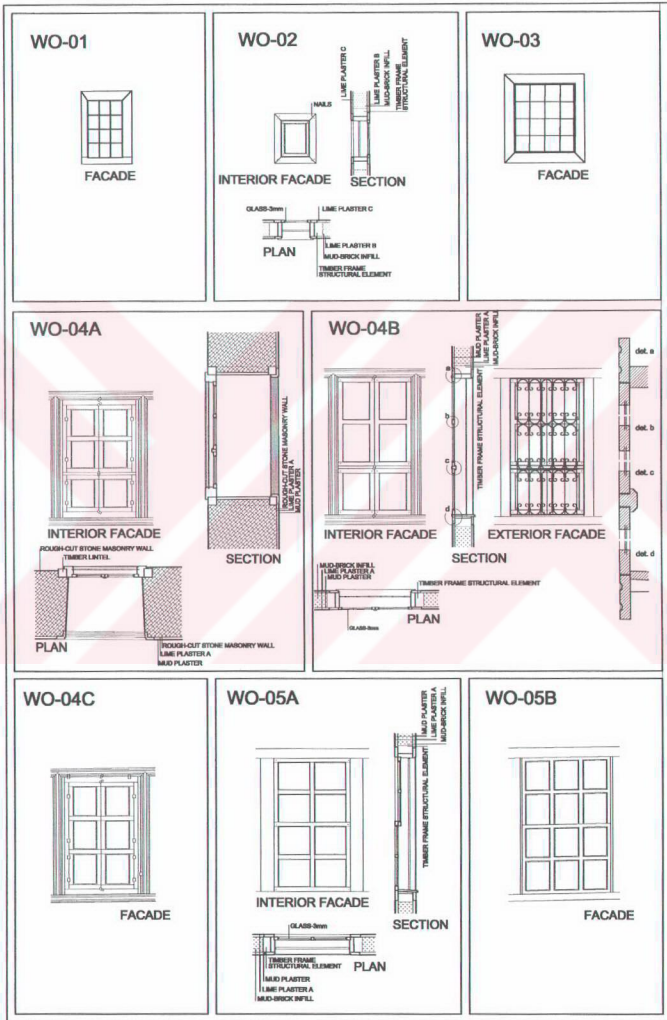 WO-01
FACADE
WO-02
LIME PLASTER C
LIME PLASTER B
MUD-BRICK INFILL
TIMBER FRAME
STRUCTURAL ELEMENT
NAILS
INTERIOR FACADE
SECTION
GLASS-3mm
LIME PLASTER C
PLAN
LIME PLASTER B
MUD-BRICK INFILL
TIMBER FRAME
STRUCTURAL ELEMENT
WO-03
FACADE
WO-04A
INTERIOR FACADE
ROUGH-CUT STONE MASONRY WALL
LIME PLASTER A
MUD PLASTER
SECTION
ROUGH-CUT STONE MASONRY WALL
TIMBER LINTEL
PLAN
ROUGH-CUT STONE MASONRY WALL
LIME PLASTER A
MUD PLASTER
WO-04B
MUD PLASTER
LIME PLASTER A
MUD-BRICK INFILL
a
b
c
d
TIMBER FRAME STRUCTURAL ELEMENT
det. a
det. b
det. c
det. d
INTERIOR FACADE
EXTERIOR FACADE
SECTION
MUD-BRICK INFILL
LIME PLASTER A
MUD PLASTER
TIMBER FRAME STRUCTURAL ELEMENT
PLAN
WO-04C
FACADE
WO-05A
MUD PLASTER
LIME PLASTER A
MUD-BRICK INFILL
TIMBER FRAME STRUCTURAL ELEMENT
INTERIOR FACADE
SECTION
GLASS-3mm
TIMBER FRAME
STRUCTURAL ELEMENT
PLAN
MUD PLASTER
LIME PLASTER A
MUD-BRICK INFILL
WO-05B
FACADE